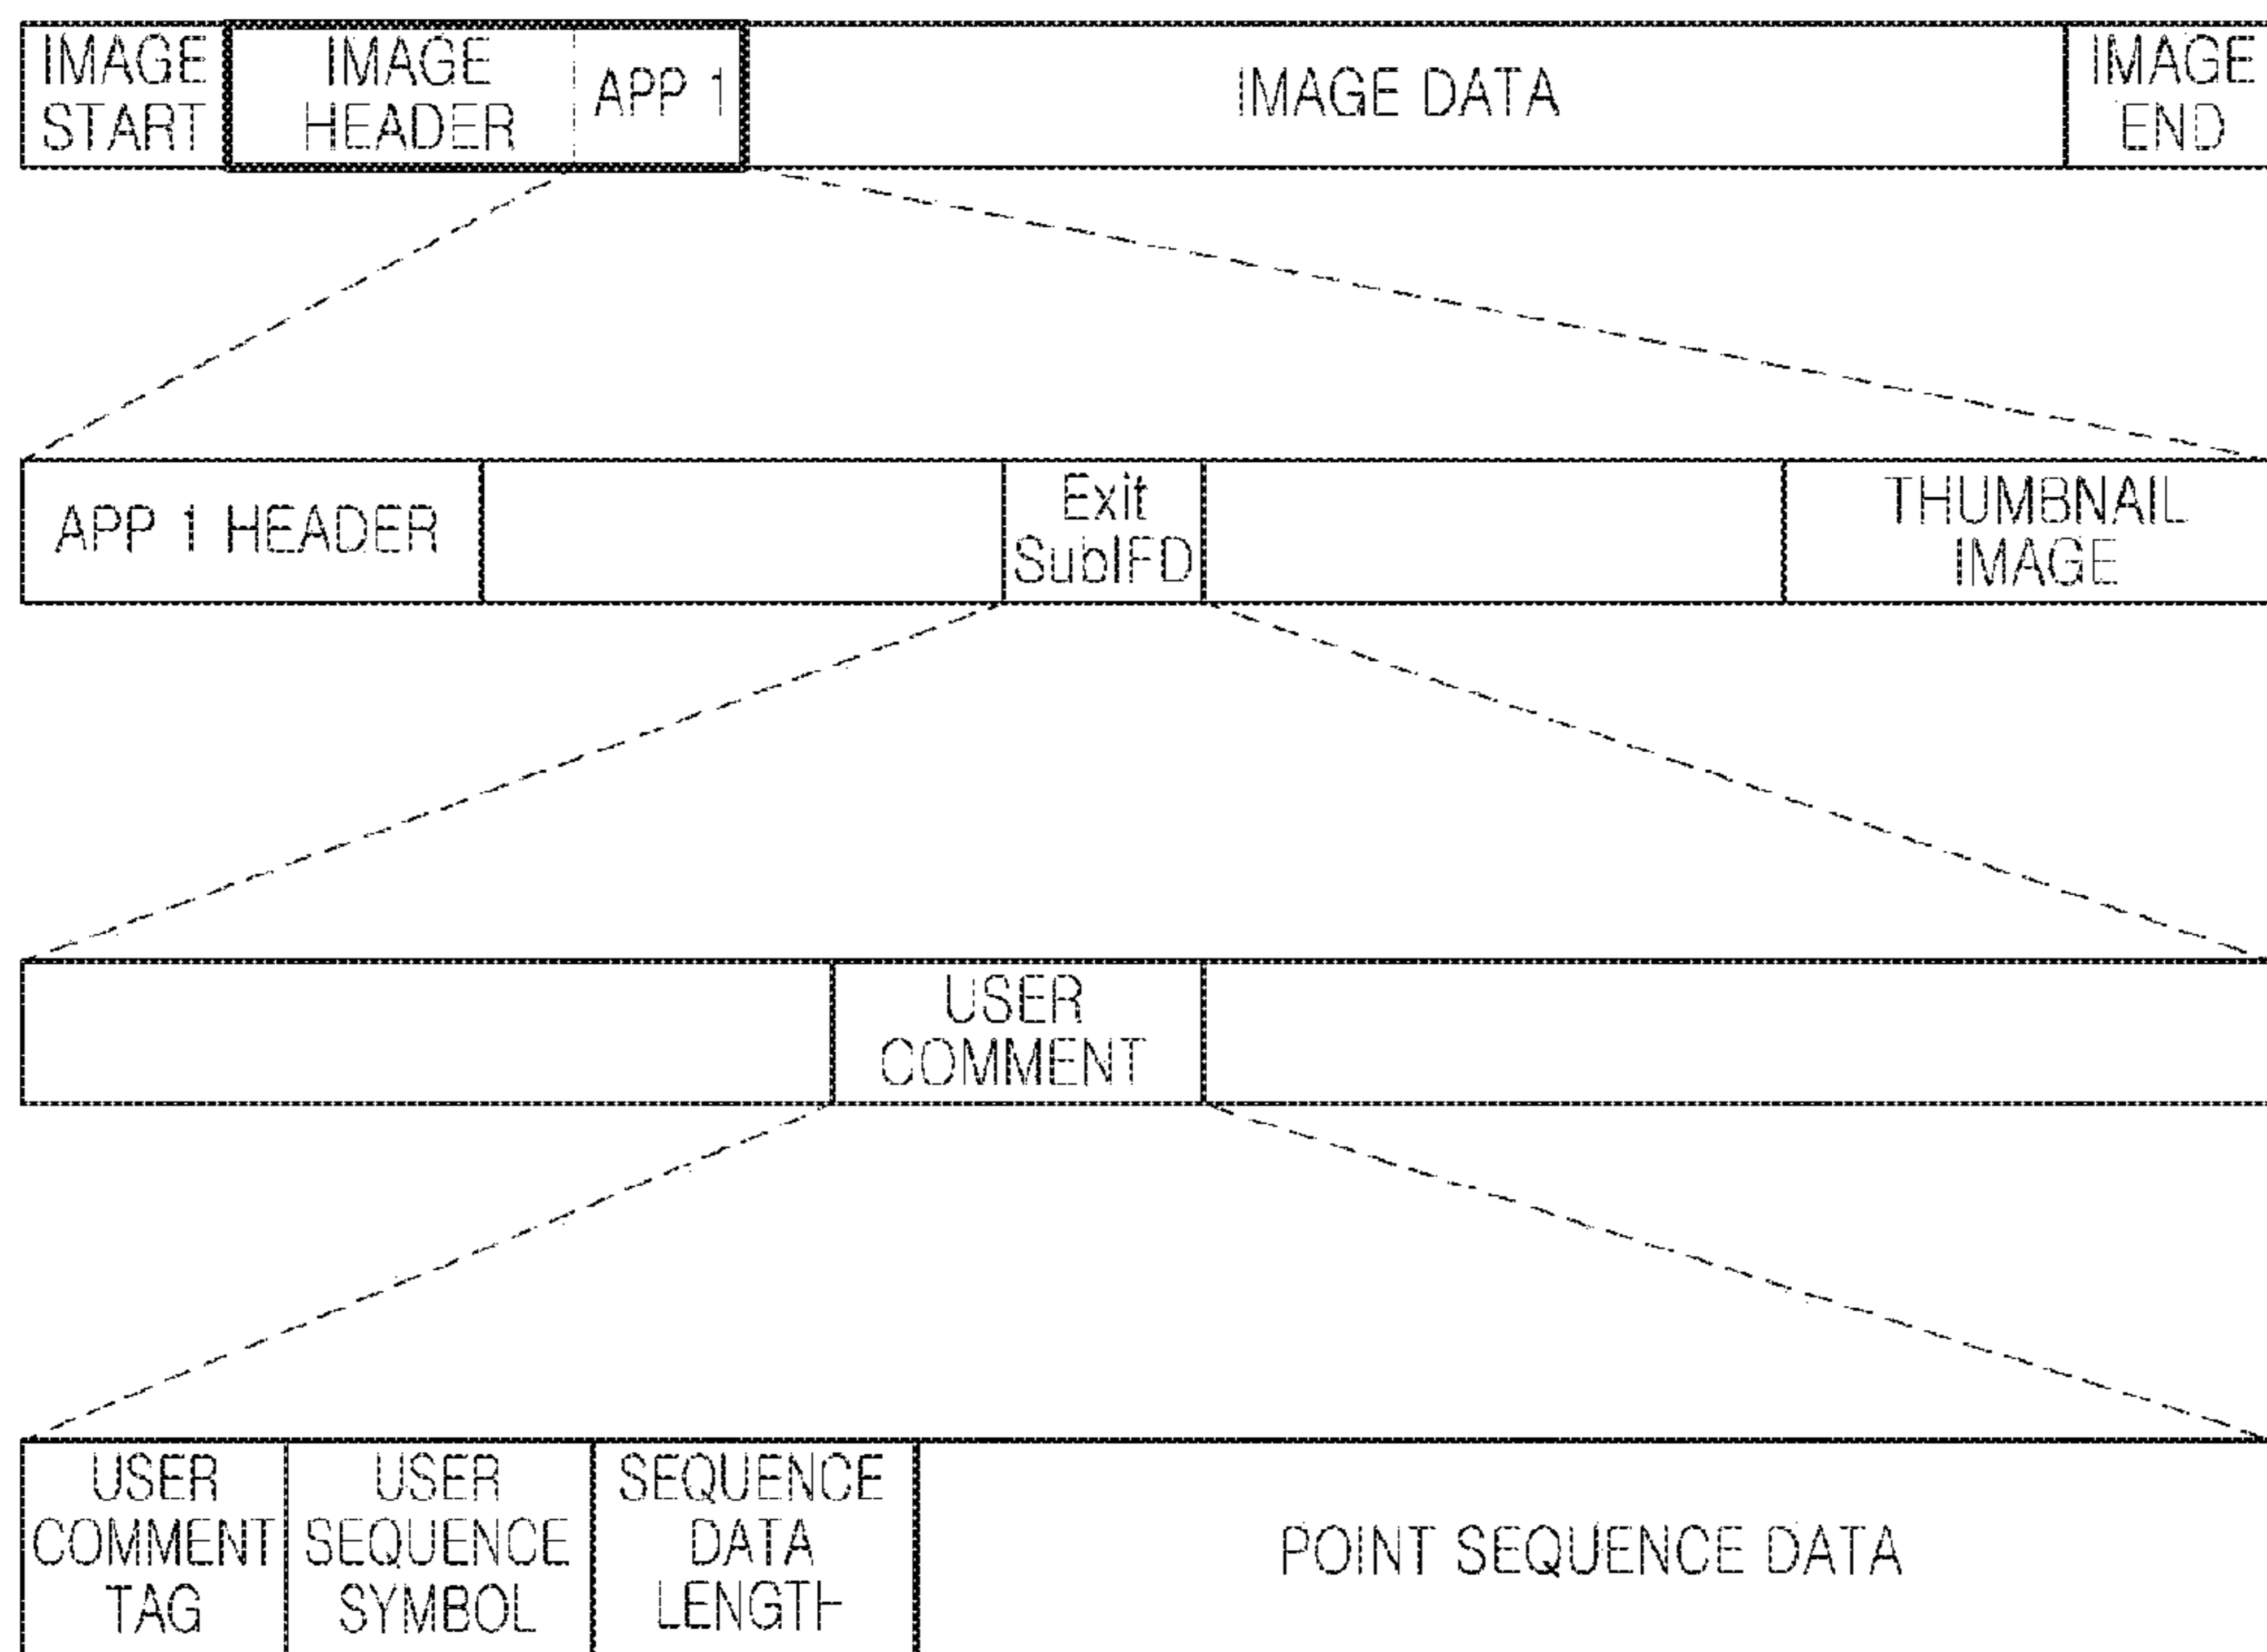 IMAGE
START
IMAGE
HEADER
APP 1
IMAGE DATA
IMAGE
END
APP 1 HEADER
Exit
SubIFD
THUMBNAIL
IMAGE
USER
COMMENT
USER
COMMENT
TAG
USER
SEQUENCE
SYMBOL
SEQUENCE
DATA
LENGTH
POINT SEQUENCE DATA